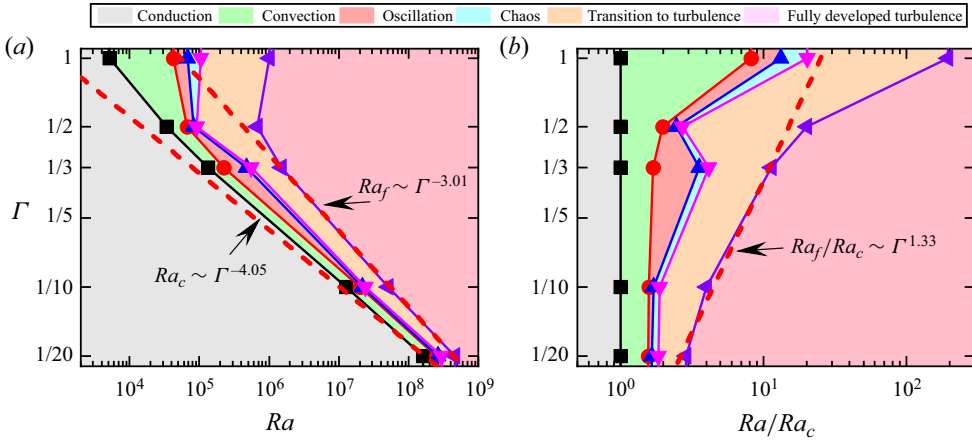 Conduction Convection Oscillation Chaos Transition to turbulence Fully developed turbulence
(a) (b)
1 1
1/2 1/2
1/3 1/3
Ra_f ∼ Γ^{−3.01}
Γ 1/5 1/5
Ra_f/Ra_c ∼ Γ^{1.33}
Ra_c ∼ Γ^{−4.05}
1/10 1/10
1/20 1/20
10^4 10^5 10^6 10^7 10^8 10^9 10^0 10^1 10^2
Ra Ra/Ra_c